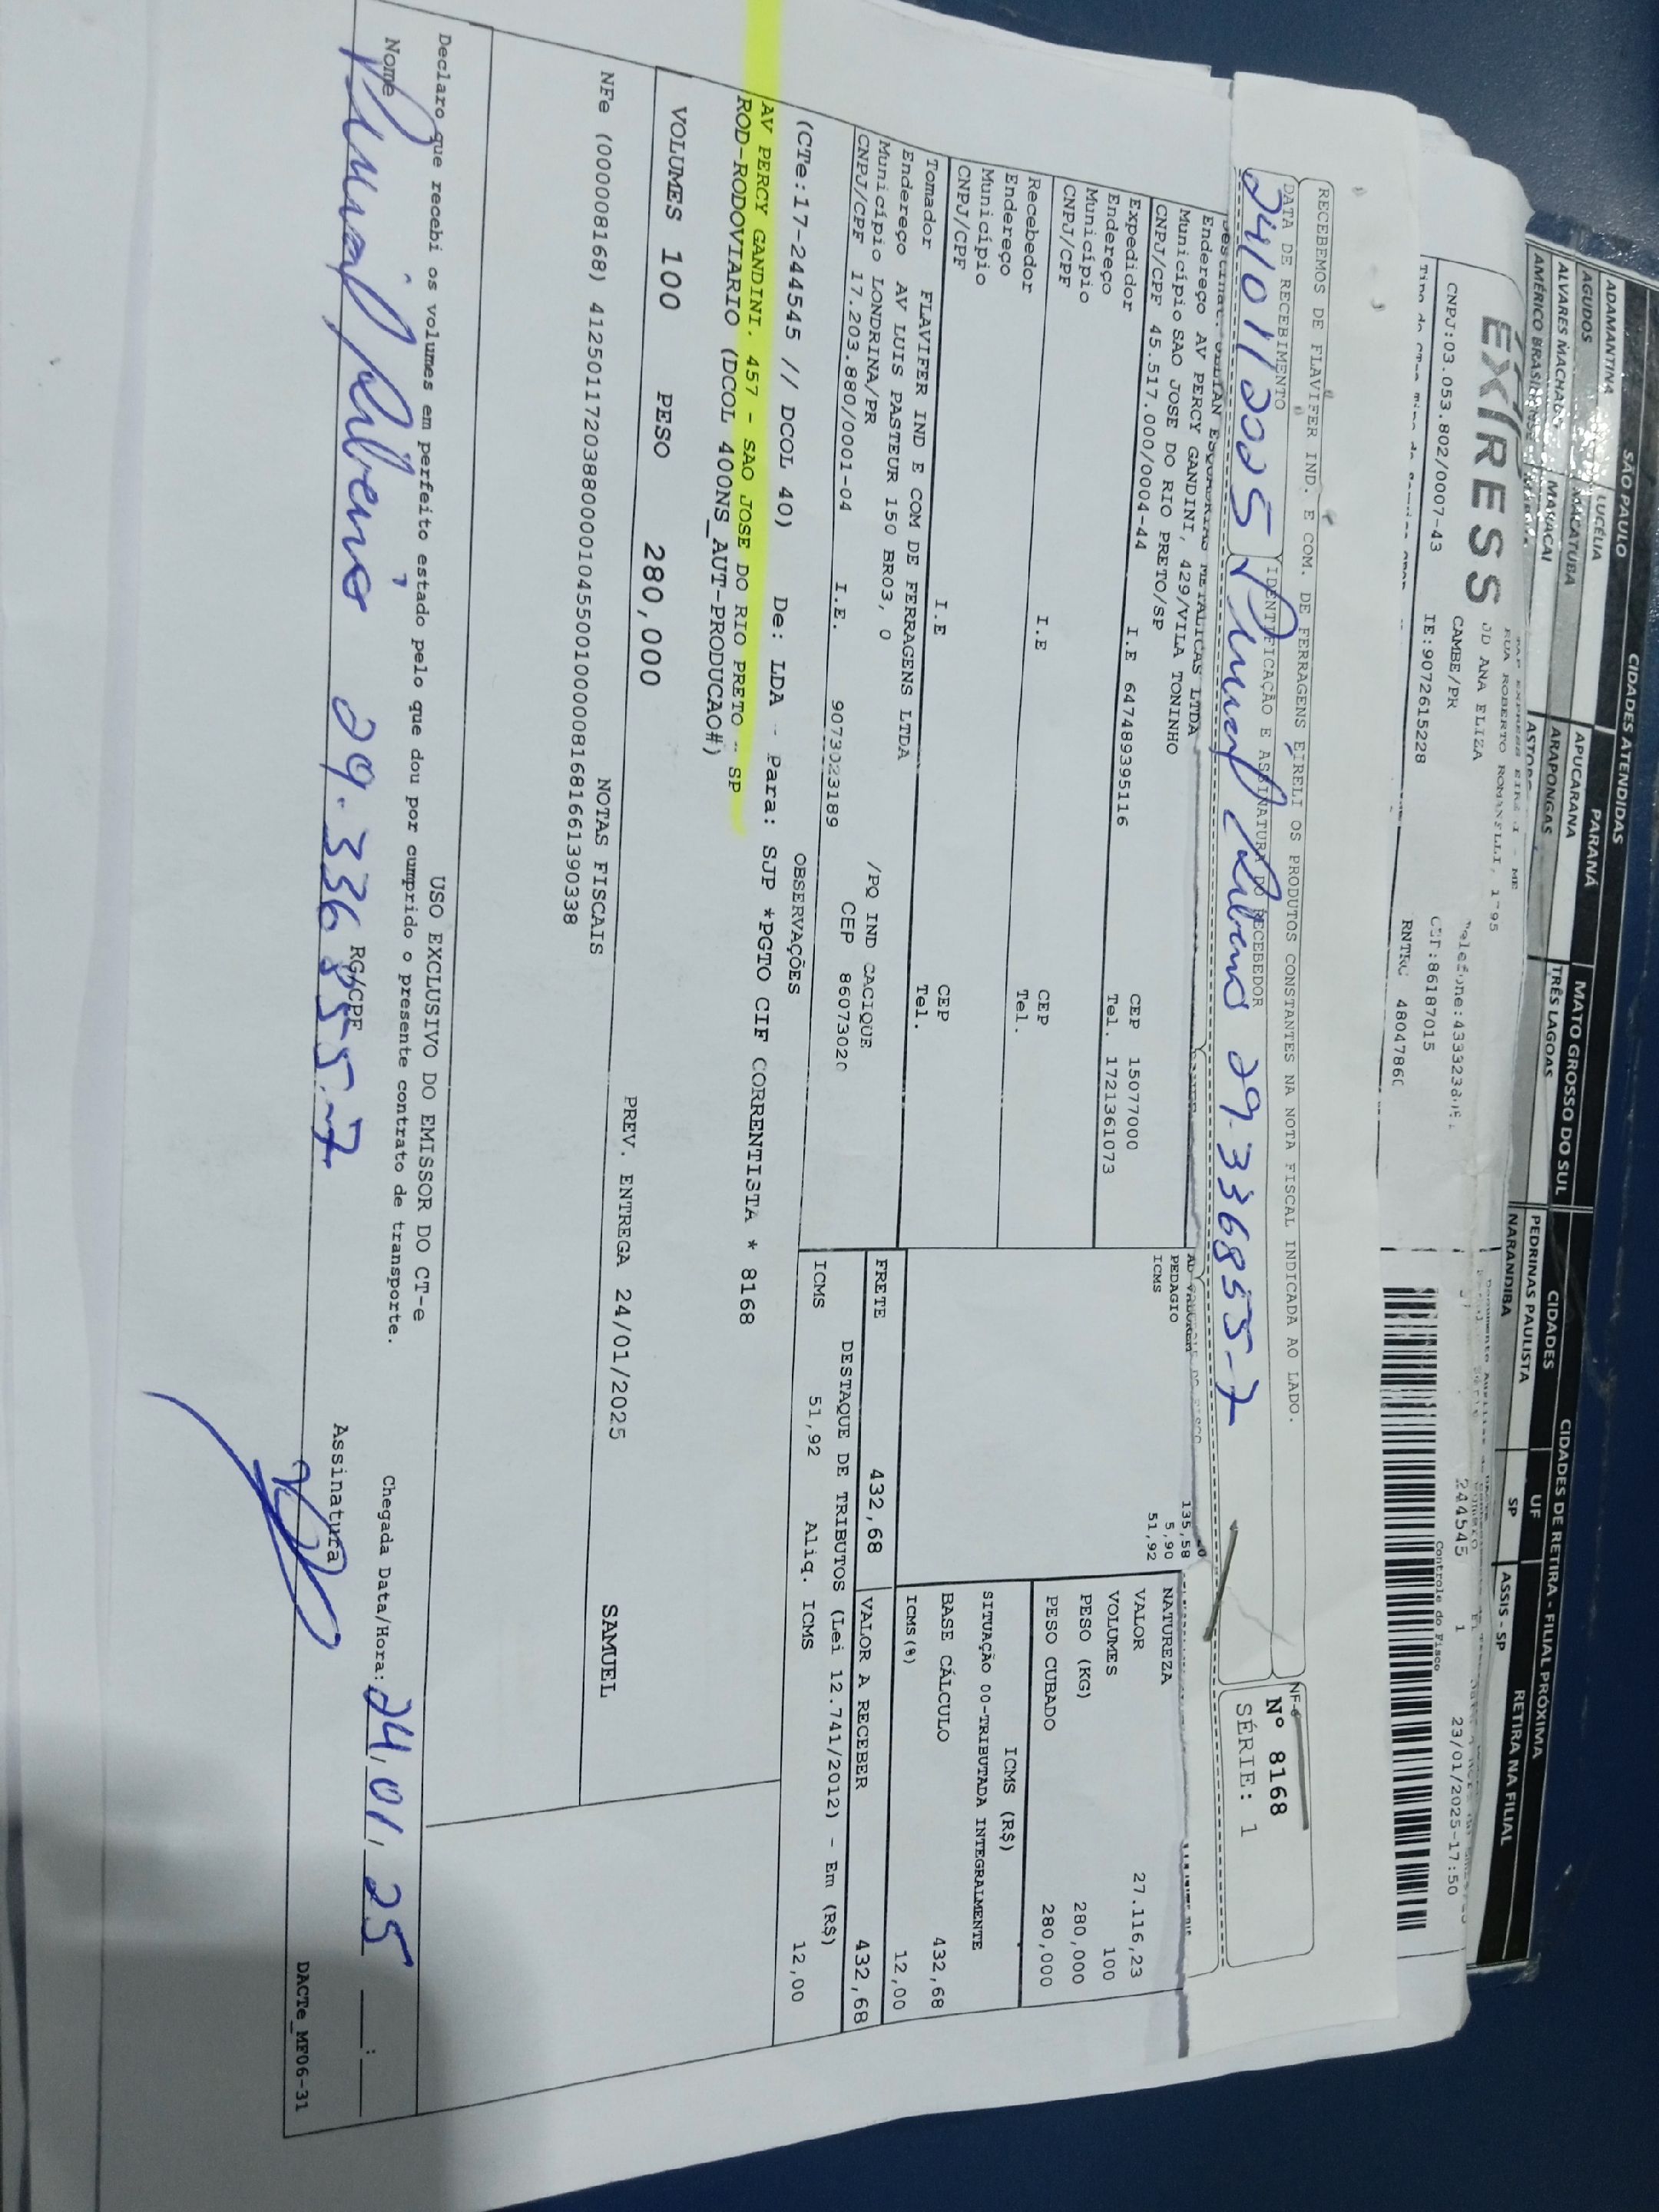 SÃO PAULO
CIDADES ATENDIDAS
PARANÁ
MATO GROSSO DO SUL
CIDADES
CIDADES DE RETIRA - FILIAL PRÓXIMA
ADAMANTINA
LUCÉLIA
APUCARANA
TRÊS LAGOAS
PEDRINAS PAULISTA
UF
RETIRA NA FILIAL
AGUDOS
MACATUBA
ARAPONGAS
NARANDIBA
SP
ASSIS - SP
ALVARES MACHADO
MARACAI
AMÉRICO
EXPRESS
RUA ROBERTO
JD ANA ELIZA
CAMBE/PR
CNPJ:03.053.802/0007-43
IE:9072615228
CEP:86187015
RNTRC
244545
1
23/01/2025-17:50
Controle do Fisco
RECEBEMOS DE FLAVIFER IND. E COM. DE FERRAGENS EIRELI OS PRODUTOS CONSTANTES NA NOTA FISCAL INDICADA AO LADO.
DATA DE RECEBIMENTO
IDENTIFICAÇÃO E ASSINATURA DO RECEBEDOR
29.336855-7
NF-e
Nº 8168
SÉRIE: 1
METALICAS LTDA
Endereço AV PERCY GANDINI, 429/VILA TONINHO
Município SAO JOSE DO RIO PRETO/SP
CEP 15077000
CNPJ/CPF 45.517.000/0004-44
I.E 647489395116
Tel. 1721361073
Expedidor
Endereço
Município
CEP
CNPJ/CPF
I.E
Tel.
Recebedor
Endereço
Município
CEP
CNPJ/CPF
I.E
Tel.
Tomador FLAVIFER IND E COM DE FERRAGENS LTDA
Endereço AV LUIS PASTEUR 150 BR03, 0
/PQ IND CACIQUE
Município LONDRINA/PR
CEP 86073020
CNPJ/CPF 17.203.880/0001-04
I.E. 9073023189
135,58
PEDAGIO 5,90
ICMS 51,92
NATUREZA
VALOR 27.116,23
VOLUMES 100
PESO (KG) 280,000
PESO CUBADO 280,000
ICMS (R$)
SITUAÇÃO 00-TRIBUTADA INTEGRALMENTE
BASE CÁLCULO 432,68
ICMS(%) 12,00
FRETE 432,68
VALOR A RECEBER 432,68
DESTAQUE DE TRIBUTOS (Lei 12.741/2012) - Em (R$)
ICMS 51,92 Aliq. ICMS 12,00
OBSERVAÇÕES
(CTe:17-244545 // DCOL 40) De: LDA - Para: SJP *PGTO CIF CORRENTISTA * 8168
AV PERCY GANDINI. 457 - SAO JOSE DO RIO PRETO - SP
ROD-RODOVIARIO (DCOL 400NS_AUT-PRODUCAO#)
VOLUMES 100 PESO 280,000
PREV. ENTREGA 24/01/2025
SAMUEL
NOTAS FISCAIS
NFe (000008168) 41250117203880000104550010000081681661390338
USO EXCLUSIVO DO EMISSOR DO CT-e
Declaro que recebi os volumes em perfeito estado pelo que dou por cumprido o presente contrato de transporte.
Chegada Data/Hora: 24, 01, 25 __:__
Nome
29.336855-7
RG/CPF
Assinatura
DACTe_MF06-31